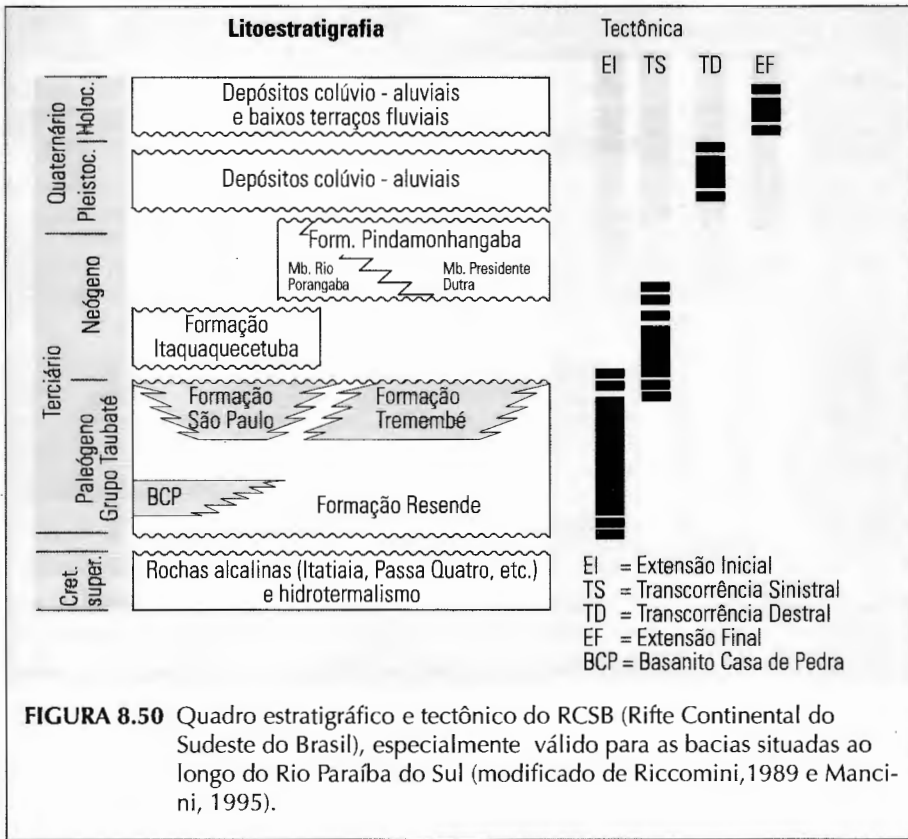 Litoestratigrafia
Tectônica
EI TS TD EF
Quaternário
Holoc.
Pleistoc.
Depósitos colúvio - aluviais
e baixos terraços fluviais
Depósitos colúvio - aluviais
Terciário
Neógeno
Form. Pindamonhangaba
Mb. Rio
Porangaba
Mb. Presidente
Dutra
Formação
Itaquaquecetuba
Paleógeno
Grupo Taubaté
Formação
São Paulo
Formação
Tremembé
BCP
Formação Resende
Cret.
super.
Rochas alcalinas (Itatiaia, Passa Quatro, etc.)
e hidrotermalismo
EI = Extensão Inicial
TS = Transcorrência Sinistral
TD = Transcorrência Destral
EF = Extensão Final
BCP = Basanito Casa de Pedra
FIGURA 8.50 Quadro estratigráfico e tectônico do RCSB (Rifte Continental do
Sudeste do Brasil), especialmente válido para as bacias situadas ao
longo do Rio Paraíba do Sul (modificado de Riccomini,1989 e Manci-
ni, 1995).